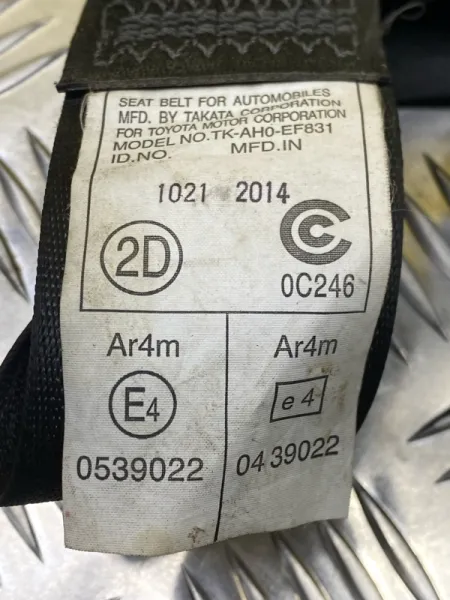 SEAT BELT FOR AUTOMOBILES
MFD. BY TAKATA CORPORATION
FOR TOYOTA MOTOR CORPORATION
MODEL NO. TK-AH0-EF831
ID.NO. MFD.IN
1021 2014
2D
C
0C246
Ar4m
E4
0539022
Ar4m
e 4
04 39022